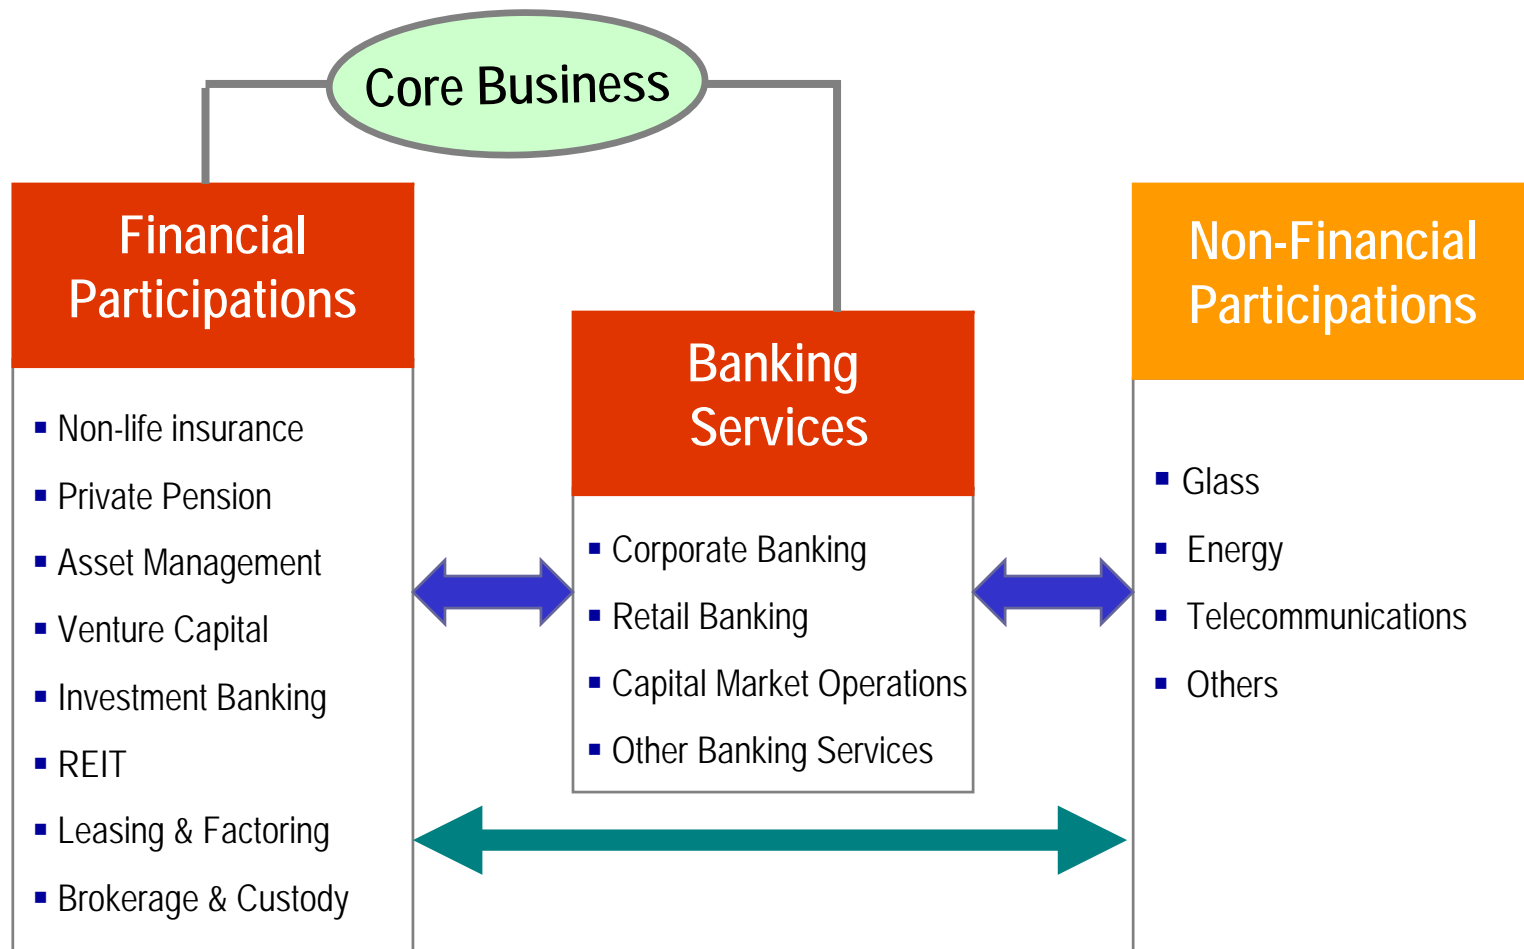 Core Business
Financial
Participations
Non-life insurance
Private Pension
Asset Management
Venture Capital
Investment Banking
REIT
Leasing & Factoring
Brokerage & Custody
Banking
Services
Corporate Banking
Retail Banking
Capital Market Operations
Other Banking Services
Non-Financial
Participations
Glass
Energy
Telecommunications
Others